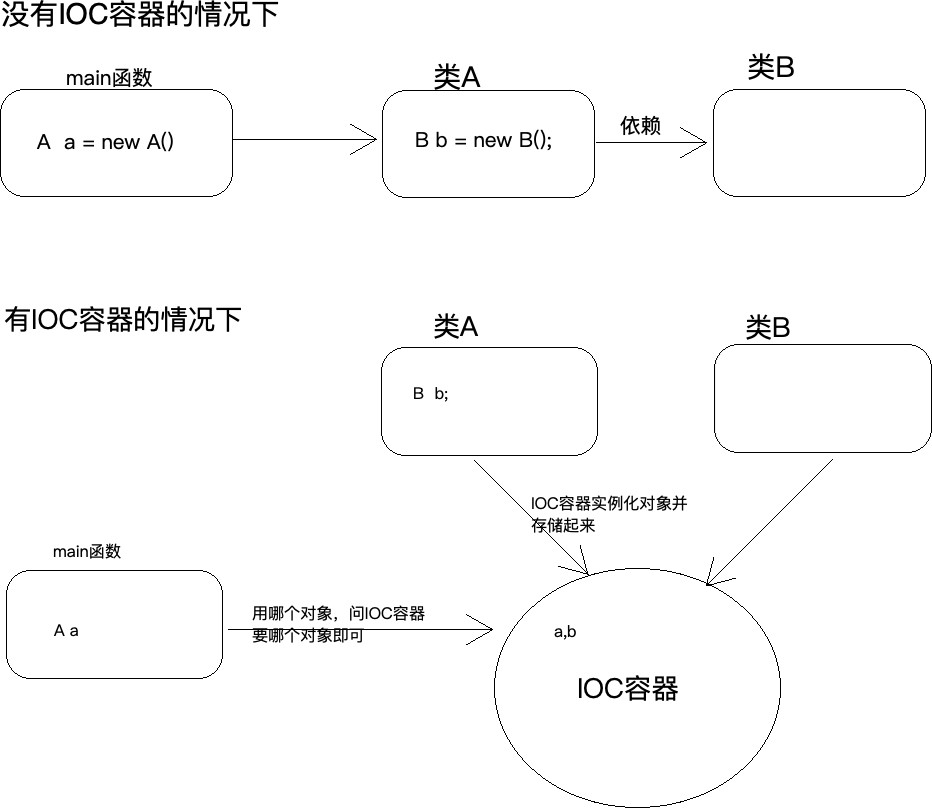 没有IOC容器的情况下
main函数
类A
类B
A a = new A()
B b = new B();
依赖
有IOC容器的情况下
类A
类B
B b;
IOC容器实例化对象并
存储起来
main函数
A a
用哪个对象，问IOC容器
要哪个对象即可
a,b
IOC容器